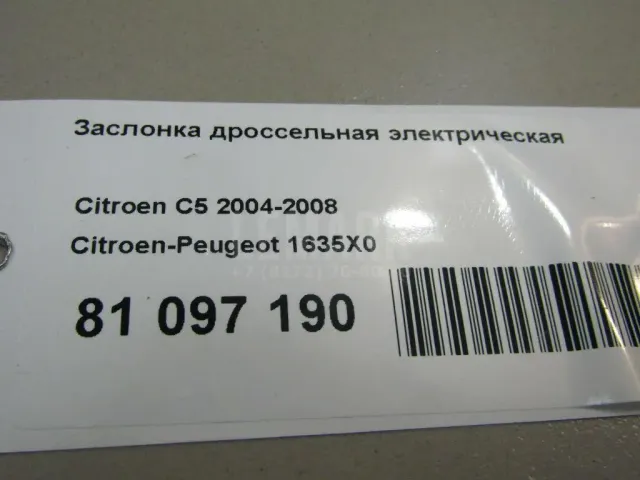 Заслонка дроссельная электрическая
Citroen C5 2004-2008
Citroen-Peugeot 1635X0
81 097 190